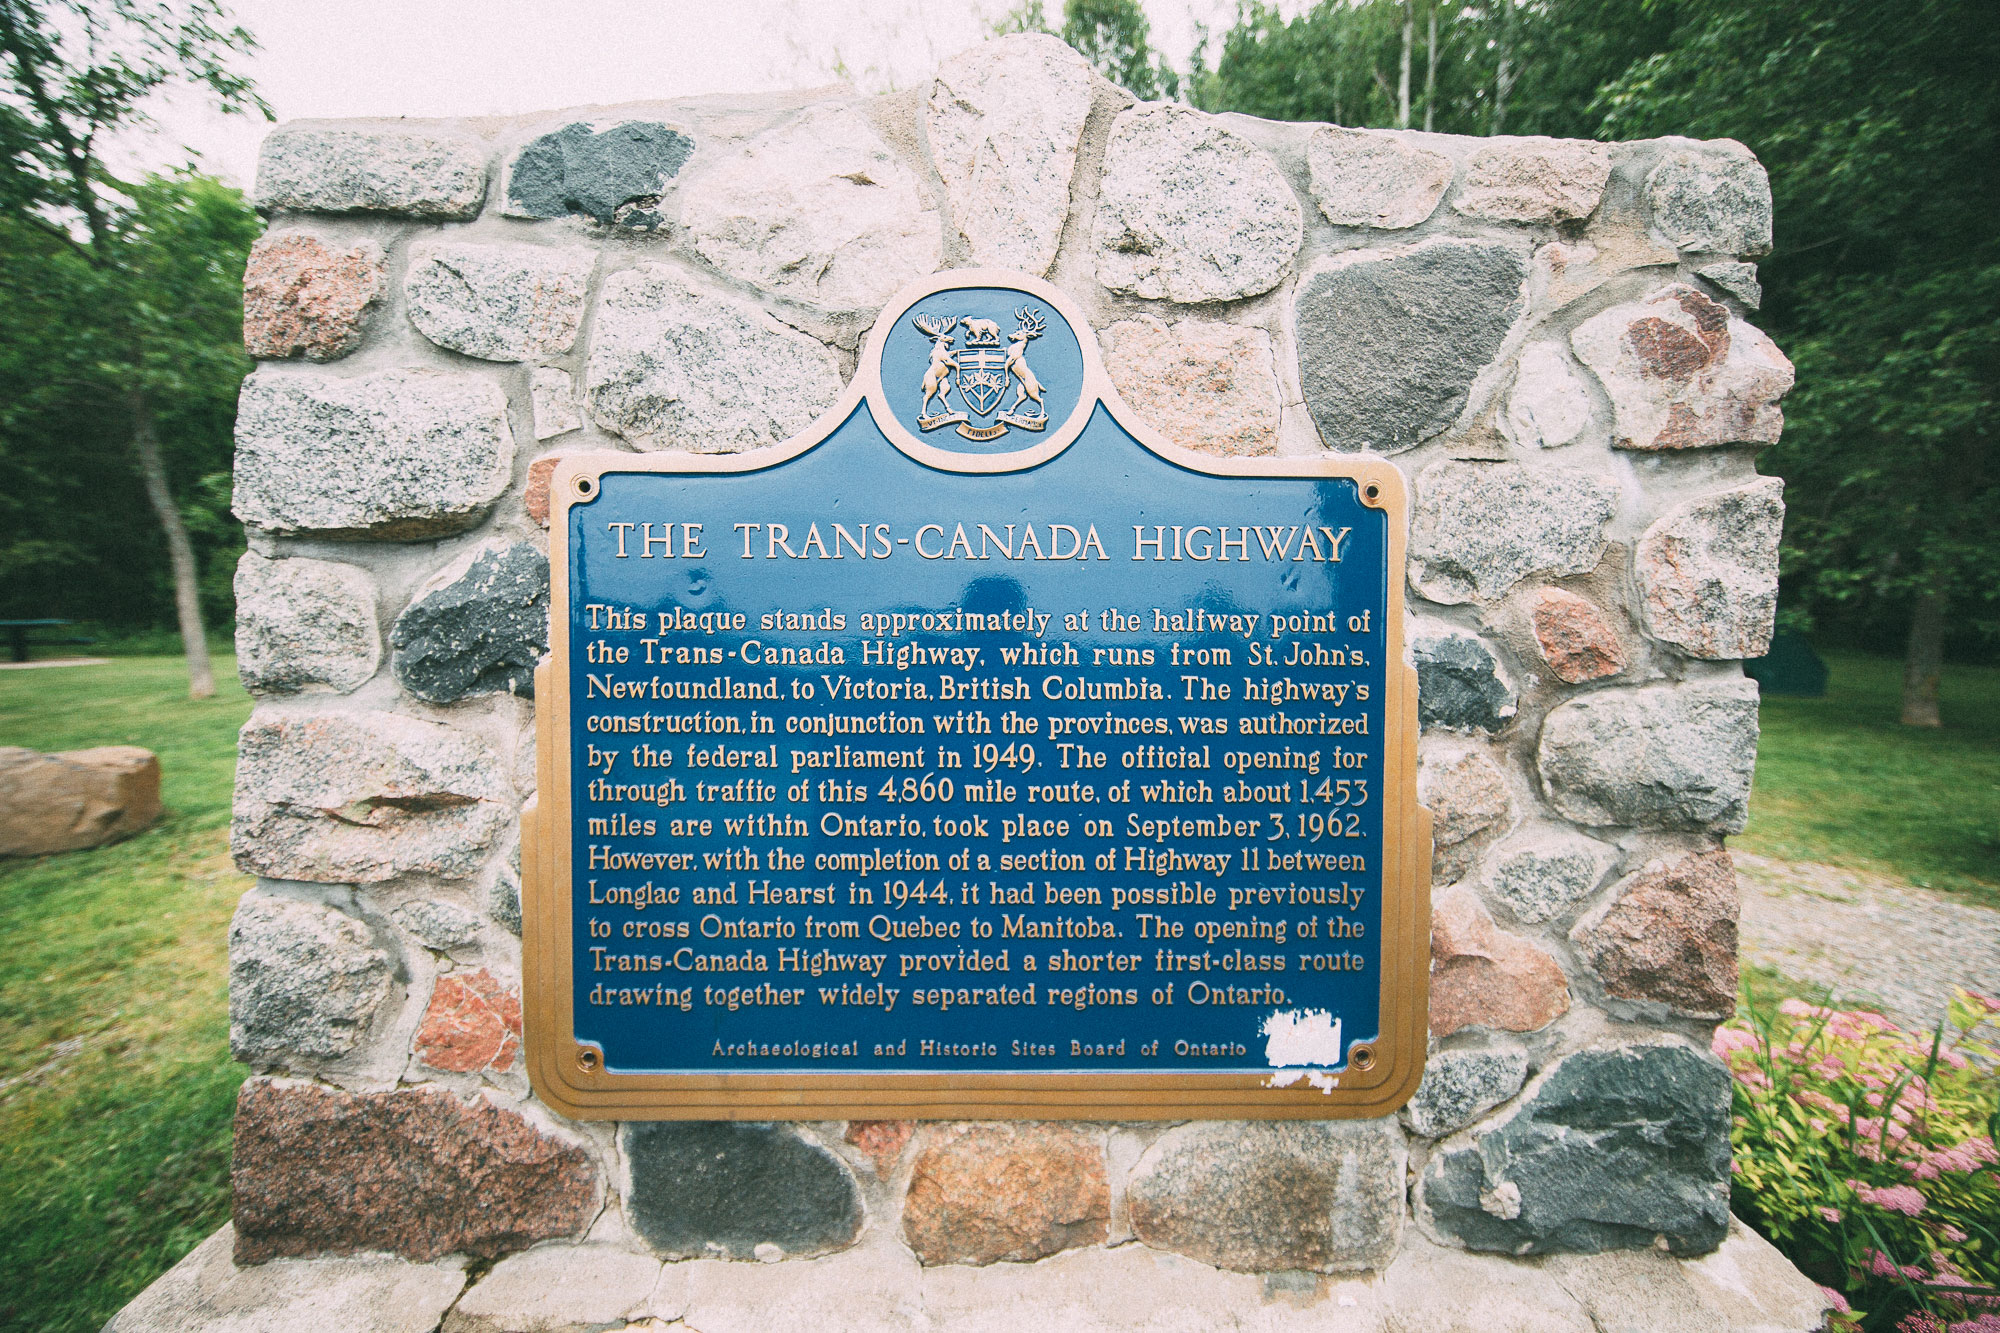 THE TRANS-CANADA HIGHWAY
This plaque stands approximately at the halfway point of
the Trans-Canada Highway, which runs from St. John's,
Newfoundland, to Victoria, British Columbia. The highway's
construction, in conjunction with the provinces, was authorized
by the federal parliament in 1949. The official opening for
through traffic of this 4,860 mile route, of which about 1,453
miles are within Ontario, took place on September 3, 1962.
However, with the completion of a section of Highway 11 between
Longlac and Hearst in 1944, it had been possible previously
to cross Ontario from Quebec to Manitoba. The opening of the
Trans-Canada Highway provided a shorter first-class route
drawing together widely separated regions of Ontario.
Archaeological and Historic Sites Board of Ontario